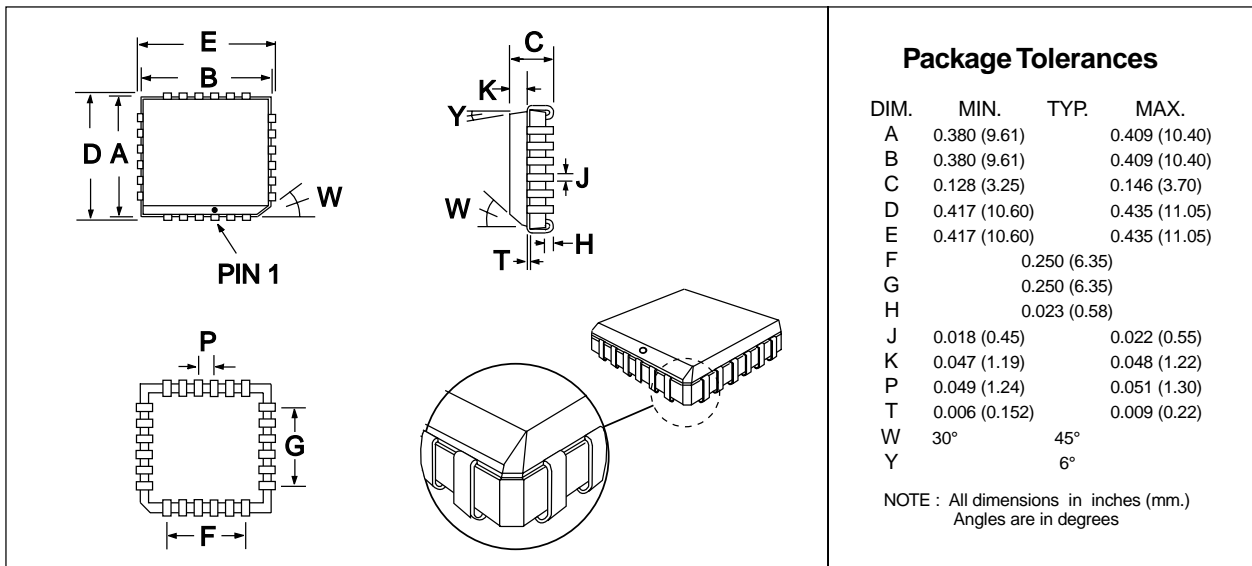 E
B
D A
W
PIN 1
C
K
Y
J
W
H
T
P
G
F
Package Tolerances
DIM. MIN. TYP. MAX.
A 0.380 (9.61) 0.409 (10.40)
B 0.380 (9.61) 0.409 (10.40)
C 0.128 (3.25) 0.146 (3.70)
D 0.417 (10.60) 0.435 (11.05)
E 0.417 (10.60) 0.435 (11.05)
F 0.250 (6.35)
G 0.250 (6.35)
H 0.023 (0.58)
J 0.018 (0.45) 0.022 (0.55)
K 0.047 (1.19) 0.048 (1.22)
P 0.049 (1.24) 0.051 (1.30)
T 0.006 (0.152) 0.009 (0.22)
W 30° 45°
Y 6°
NOTE : All dimensions in inches (mm.)
Angles are in degrees